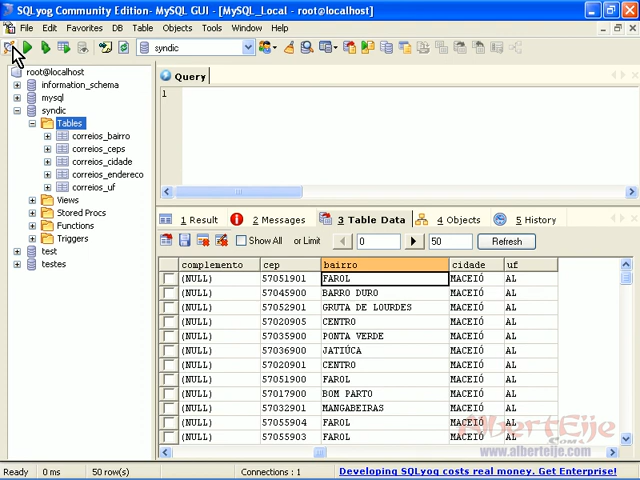 SQLyog Community Edition- MySQL GUI - [MySQL_Local - root@localhost]
File Edit Favorites DB Table Objects Tools Window Help
syndic
root@localhost
information_schema
mysql
syndic
Tables
correios_bairro
correios_ceps
correios_cidade
correios_endereco
correios_uf
Views
Stored Procs
Functions
Triggers
test
testes
Query
1
1 Result 2 Messages 3 Table Data 4 Objects 5 History
Show All or Limit 0 50 Refresh
complemento cep bairro cidade uf
(NULL) 57051901 FAROL MACEIÓ AL
(NULL) 57045900 BARRO DURO MACEIÓ AL
(NULL) 57052901 GRUTA DE LOURDES MACEIÓ AL
(NULL) 57020905 CENTRO MACEIÓ AL
(NULL) 57035900 PONTA VERDE MACEIÓ AL
(NULL) 57036900 JATIÚCA MACEIÓ AL
(NULL) 57020901 CENTRO MACEIÓ AL
(NULL) 57051900 FAROL MACEIÓ AL
(NULL) 57017900 BOM PARTO MACEIÓ AL
(NULL) 57032901 MANGABEIRAS MACEIÓ AL
(NULL) 57055904 FAROL MACEIÓ AL
(NULL) 57055903 FAROL MACEIÓ AL
AlbertEije
.COM
www.alberteije.com
Ready 0 ms 50 row(s) Connections : 1 Developing SQLyog costs real money. Get Enterprise!